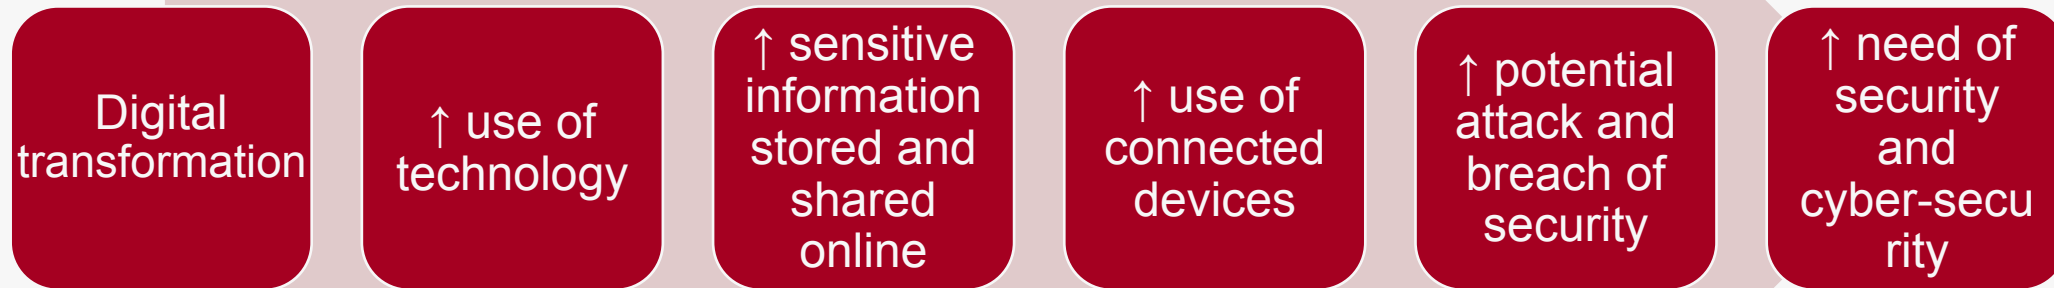 Digital
transformation
↑ use of
technology
↑ sensitive
information
stored and
shared
online
↑ use of
connected
devices
↑ potential
attack and
breach of
security
↑ need of
security
and
cyber-secu
rity